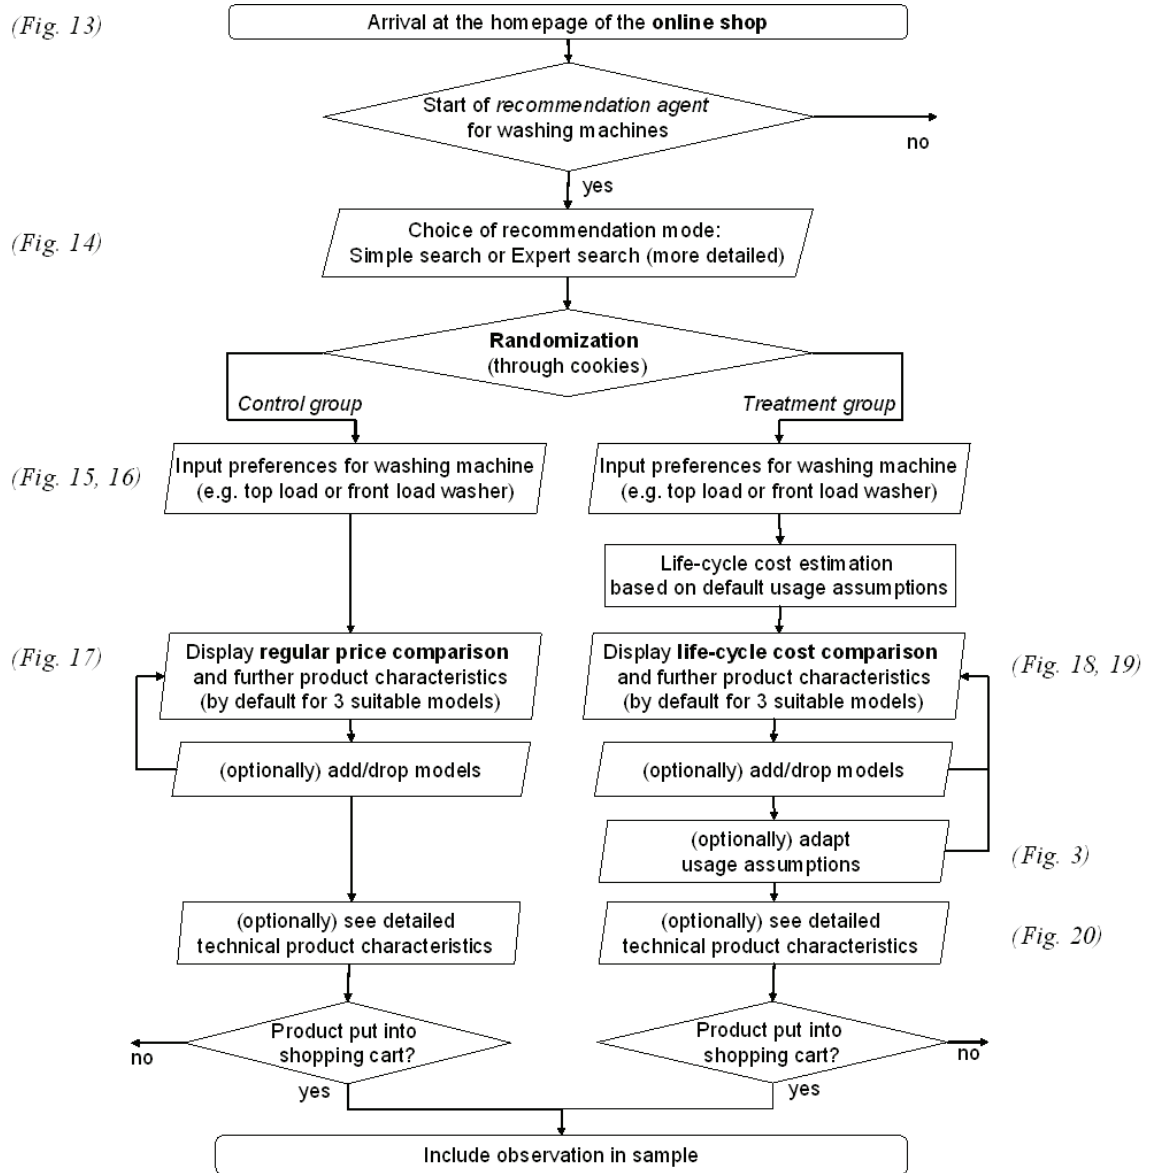 (Fig. 13)
Arrival at the homepage of the online shop
Start of recommendation agent
for washing machines
no
yes
(Fig. 14)
Choice of recommendation mode:
Simple search or Expert search (more detailed)
Randomization
(through cookies)
Control group
Treatment group
(Fig. 15, 16)
Input preferences for washing machine
(e.g. top load or front load washer)
Input preferences for washing machine
(e.g. top load or front load washer)
Life-cycle cost estimation
based on default usage assumptions
(Fig. 17)
Display regular price comparison
and further product characteristics
(by default for 3 suitable models)
Display life-cycle cost comparison
and further product characteristics
(by default for 3 suitable models)
(Fig. 18, 19)
(optionally) add/drop models
(optionally) add/drop models
(optionally) adapt
usage assumptions
(Fig. 3)
(optionally) see detailed
technical product characteristics
(optionally) see detailed
technical product characteristics
(Fig. 20)
Product put into
shopping cart?
no
yes
Product put into
shopping cart?
no
yes
Include observation in sample